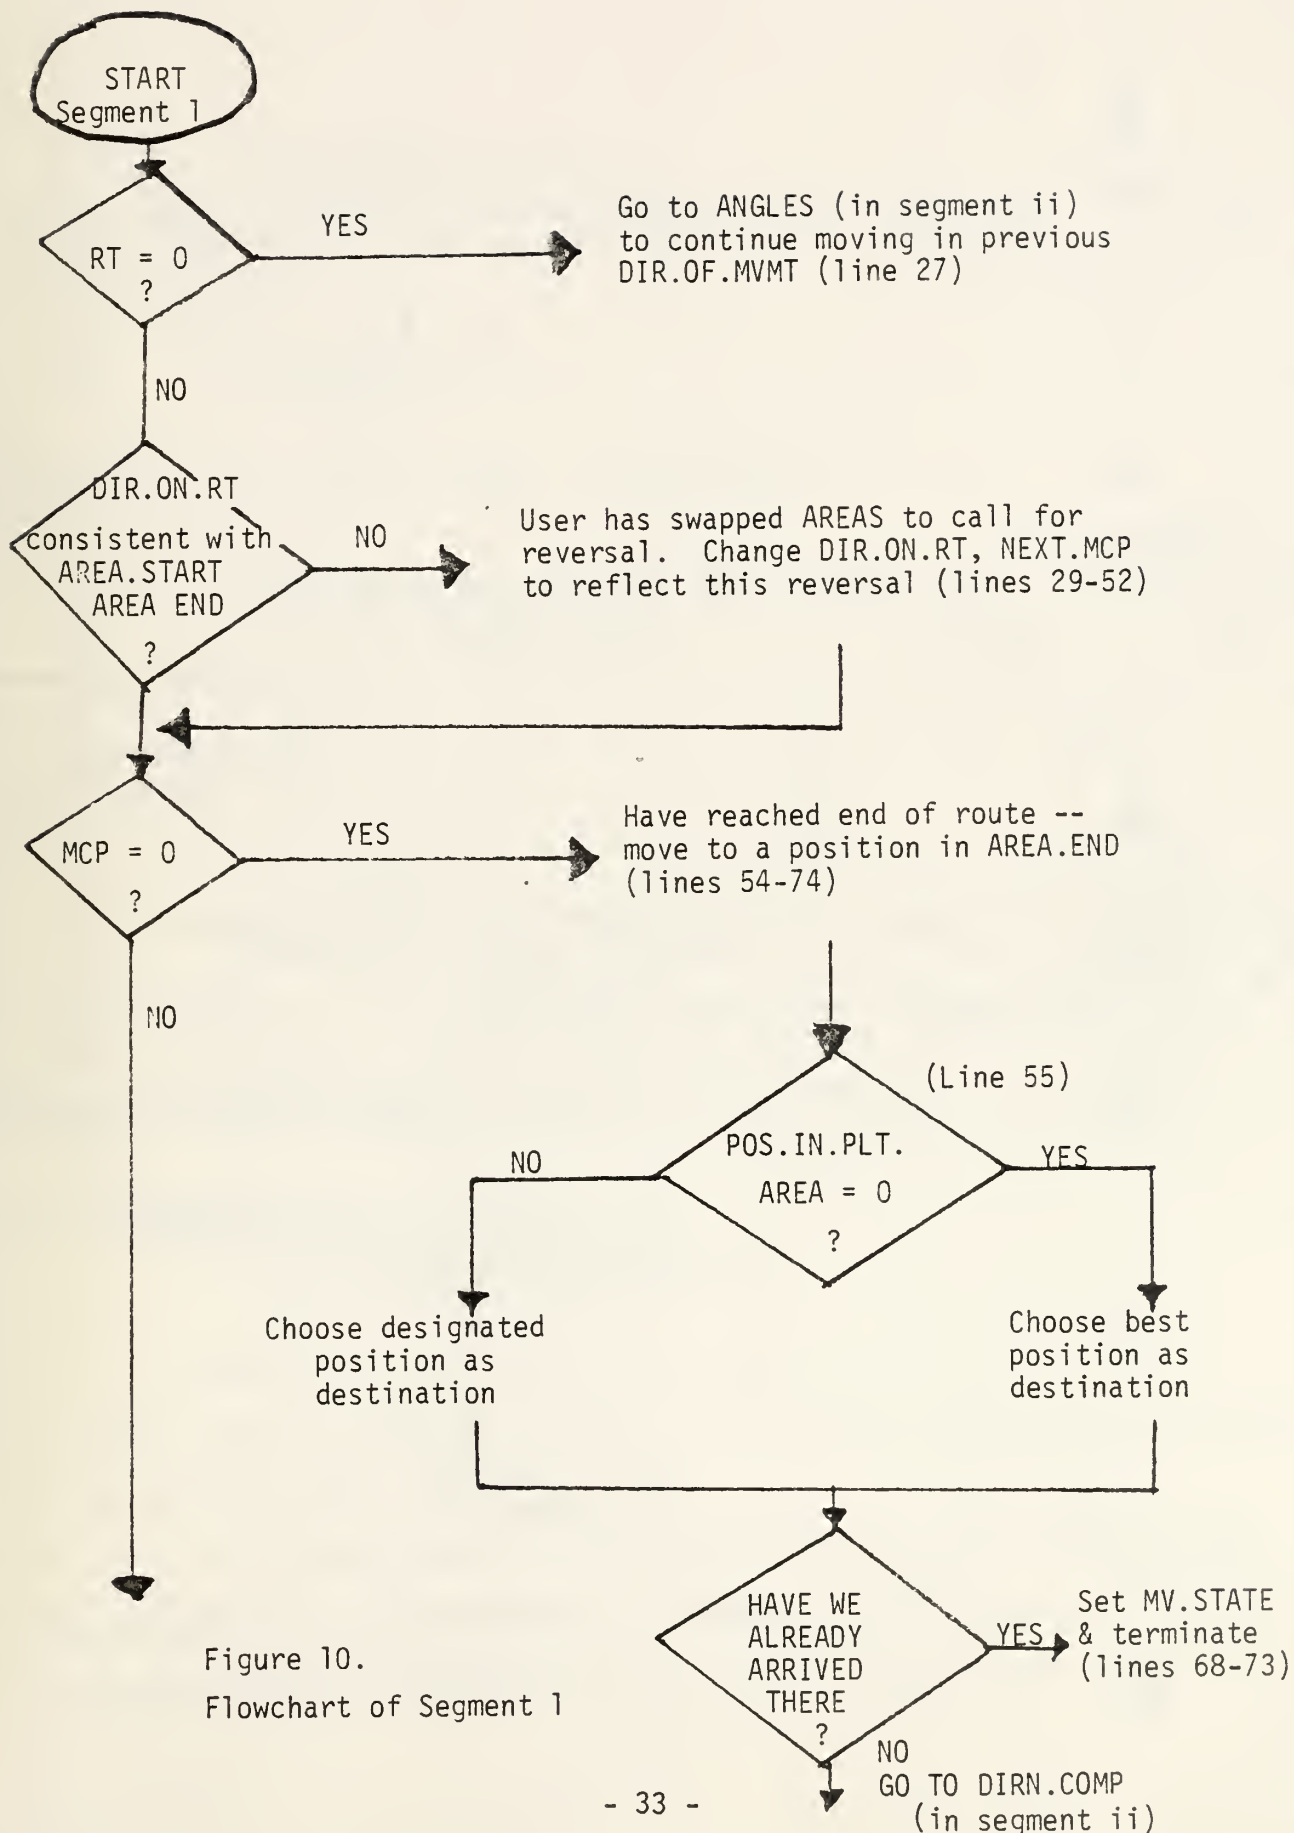 START
Segment 1
RT = 0
?
YES
Go to ANGLES (in segment ii)
to continue moving in previous
DIR.OF.MVMT (line 27)
NO
DIR.ON.RT
consistent with
AREA.START
AREA END
?
NO
User has swapped AREAS to call for
reversal. Change DIR.ON.RT, NEXT.MCP
to reflect this reversal (lines 29-52)
MCP = 0
?
YES
Have reached end of route --
move to a position in AREA.END
(lines 54-74)
NO
(Line 55)
POS.IN.PLT.
AREA = 0
?
NO
YES
Choose designated
position as
destination
Choose best
position as
destination
HAVE WE
ALREADY
ARRIVED
THERE
?
YES
Set MV.STATE
& terminate
(lines 68-73)
NO
GO TO DIRN.COMP
(in segment ii)
Figure 10.
Flowchart of Segment 1
- 33 -